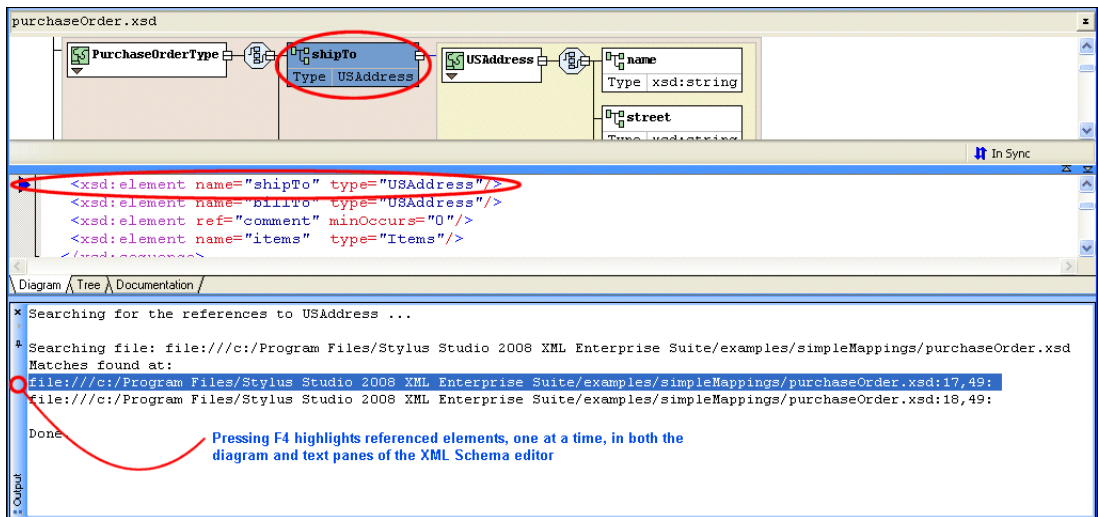 purchaseOrder.xsd
PurchaseOrderType
shipTo
Type USAddress
USAddress
name
Type xsd:string
street
Type xsd:string
In Sync
<xsd:element name="shipTo" type="USAddress"/>
<xsd:element name="billTo" type="USAddress"/>
<xsd:element ref="comment" minOccurs="0"/>
<xsd:element name="items"  type="Items"/>
</xsd:sequence>
Diagram Tree Documentation
Searching for the references to USAddress ...
Searching file: file:///c:/Program Files/Stylus Studio 2008 XML Enterprise Suite/examples/simpleMappings/purchaseOrder.xsd
Matches found at:
file:///c:/Program Files/Stylus Studio 2008 XML Enterprise Suite/examples/simpleMappings/purchaseOrder.xsd:17,49:
file:///c:/Program Files/Stylus Studio 2008 XML Enterprise Suite/examples/simpleMappings/purchaseOrder.xsd:18,49:
Done
Pressing F4 highlights referenced elements, one at a time, in both the
diagram and text panes of the XML Schema editor
Output